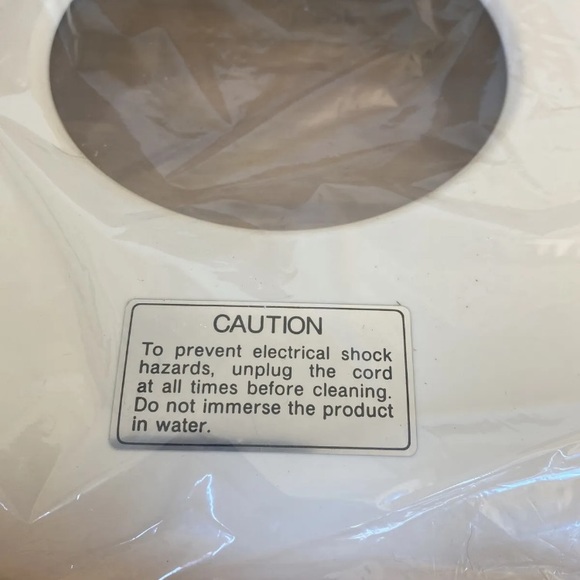 CAUTION
To prevent electrical shock
hazards, unplug the cord
at all times before cleaning.
Do not immerse the product
in water.